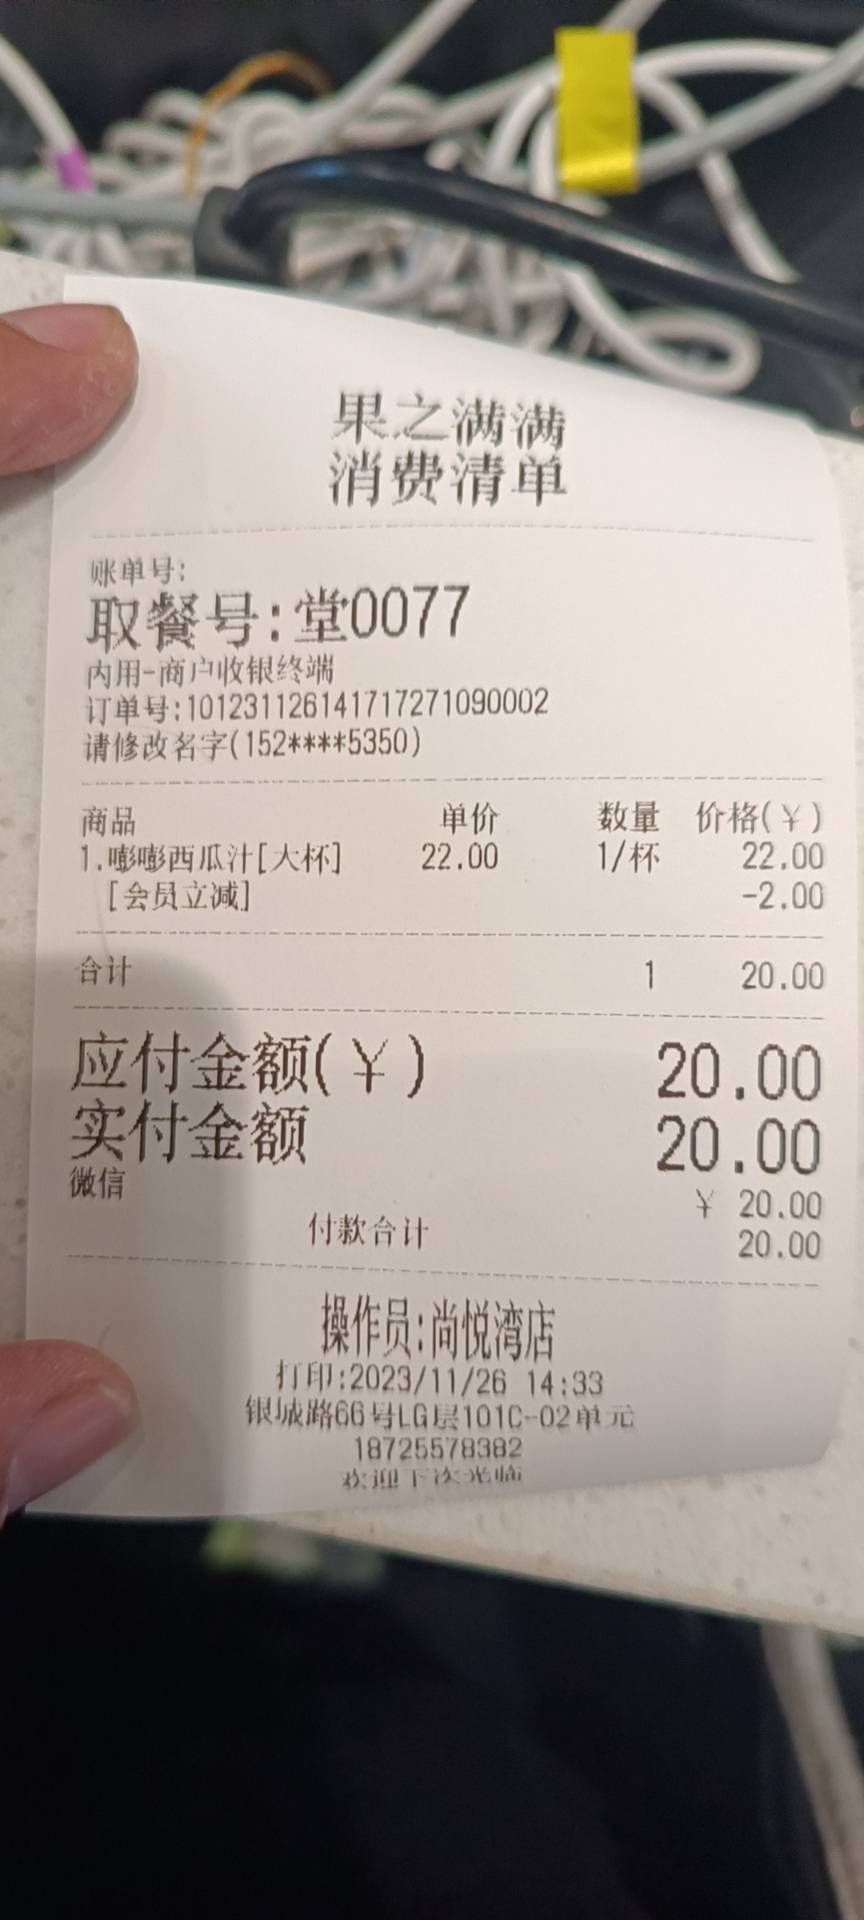 果之满满
消费清单
账单号:
取餐号:堂0077
内用-商户收银终端
订单号:101231126141717271090002
请修改名字(152****5350)
商品 单价 数量 价格(￥)
1.嘭嘭西瓜汁[大杯] 22.00 1/杯 22.00
[会员立减] -2.00
合计 1 20.00
应付金额(￥) 20.00
实付金额 20.00
微信 ￥ 20.00
付款合计 20.00
操作员:尚悦湾店
打印:2023/11/26 14:33
银城路66号LG层101C-02单元
18725578382
欢迎下次光临